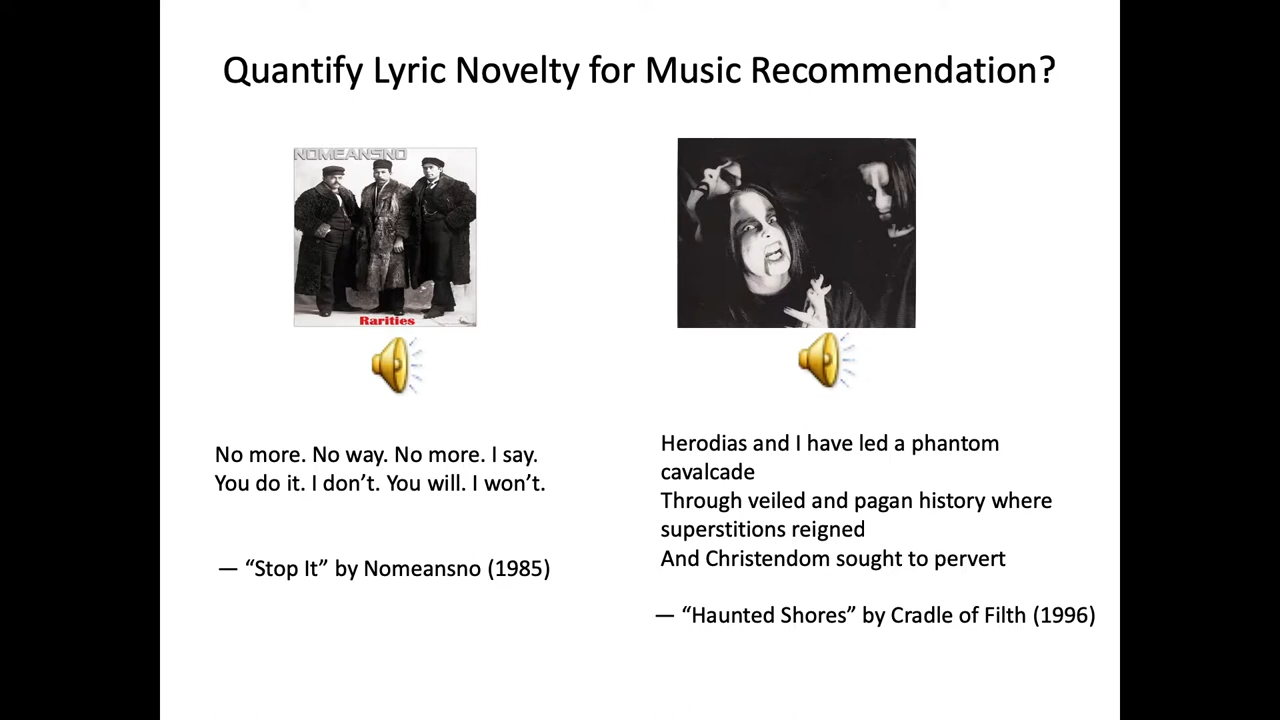 Quantify Lyric Novelty for Music Recommendation?
NOMEANSNO
Rarities
No more. No way. No more. I say.
You do it. I don’t. You will. I won’t.
— “Stop It” by Nomeansno (1985)
Herodias and I have led a phantom
cavalcade
Through veiled and pagan history where
superstitions reigned
And Christendom sought to pervert
— “Haunted Shores” by Cradle of Filth (1996)